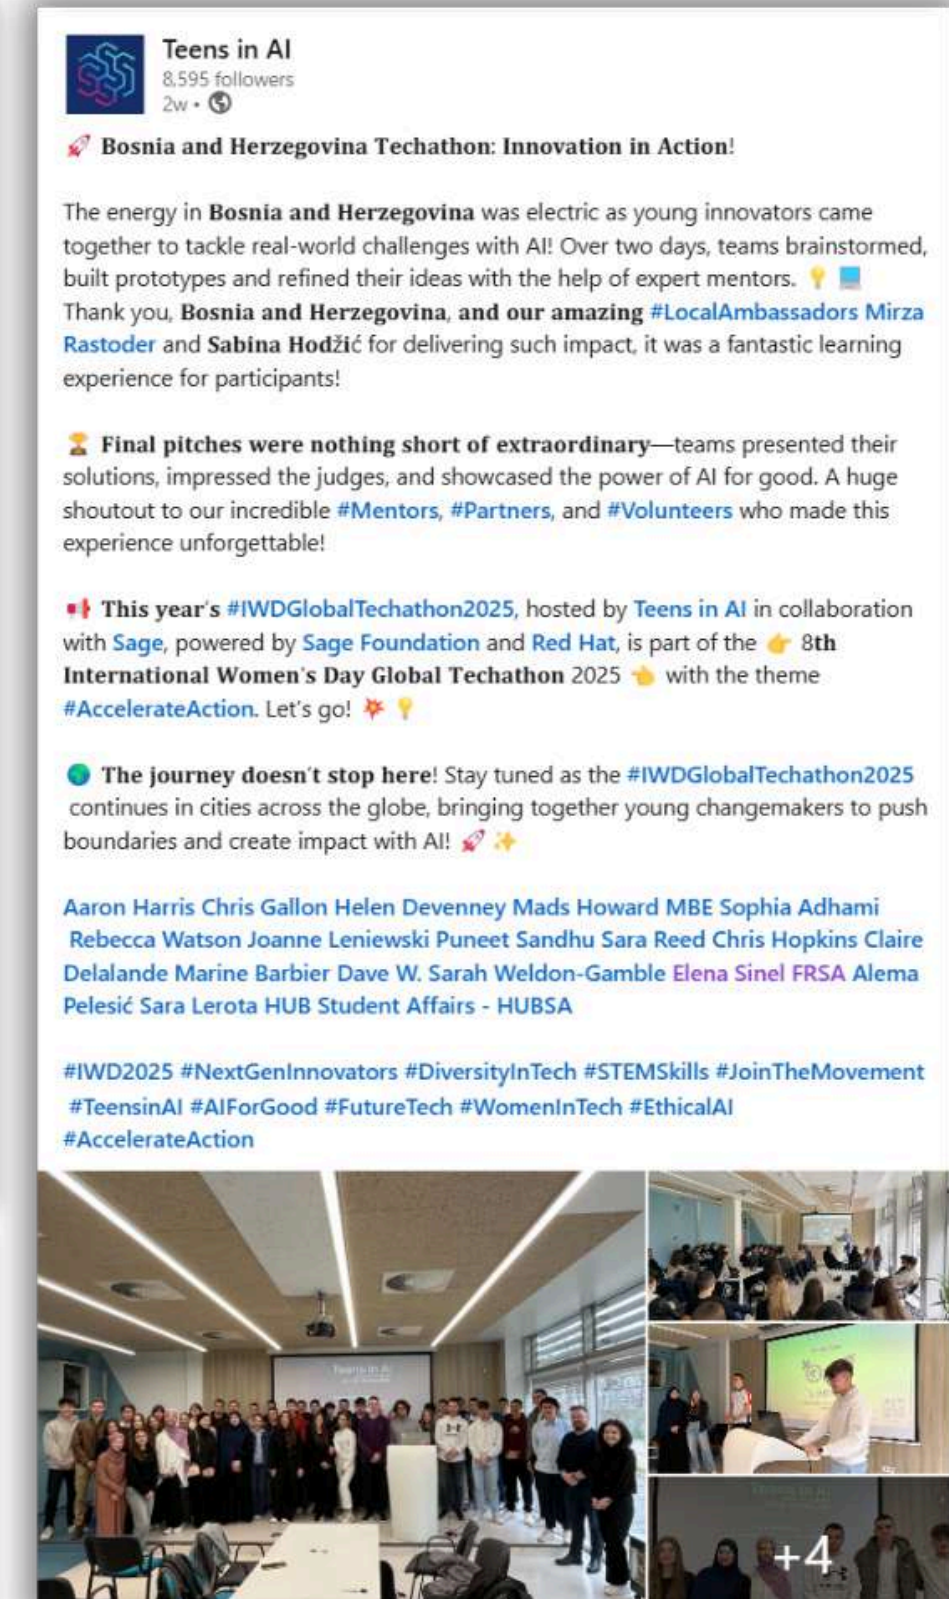 Teens in AI
8,595 followers
2w •
🚀 Bosnia and Herzegovina Techathon: Innovation in Action!
The energy in Bosnia and Herzegovina was electric as young innovators came
together to tackle real-world challenges with AI! Over two days, teams brainstormed,
built prototypes and refined their ideas with the help of expert mentors. 💡 💻
Thank you, Bosnia and Herzegovina, and our amazing #LocalAmbassadors Mirza
Rastoder and Sabina Hodžić for delivering such impact, it was a fantastic learning
experience for participants!
🏆 Final pitches were nothing short of extraordinary—teams presented their
solutions, impressed the judges, and showcased the power of AI for good. A huge
shoutout to our incredible #Mentors, #Partners, and #Volunteers who made this
experience unforgettable!
📢 This year's #IWDGlobalTechathon2025, hosted by Teens in AI in collaboration
with Sage, powered by Sage Foundation and Red Hat, is part of the 👉 8th
International Women's Day Global Techathon 2025 👈 with the theme
#AccelerateAction. Let's go! 💥 💡
🌍 The journey doesn't stop here! Stay tuned as the #IWDGlobalTechathon2025
continues in cities across the globe, bringing together young changemakers to push
boundaries and create impact with AI! 🚀 ✨
Aaron Harris Chris Gallon Helen Devenney Mads Howard MBE Sophia Adhami
Rebecca Watson Joanne Leniewski Puneet Sandhu Sara Reed Chris Hopkins Claire
Delalande Marine Barbier Dave W. Sarah Weldon-Gamble Elena Sinel FRSA Alema
Pelesić Sara Lerota HUB Student Affairs - HUBSA
#IWD2025 #NextGenInnovators #DiversityInTech #STEMSkills #JoinTheMovement
#TeensinAI #AIForGood #FutureTech #WomenInTech #EthicalAI
#AccelerateAction
Teens in AI
Teens in AI
+4